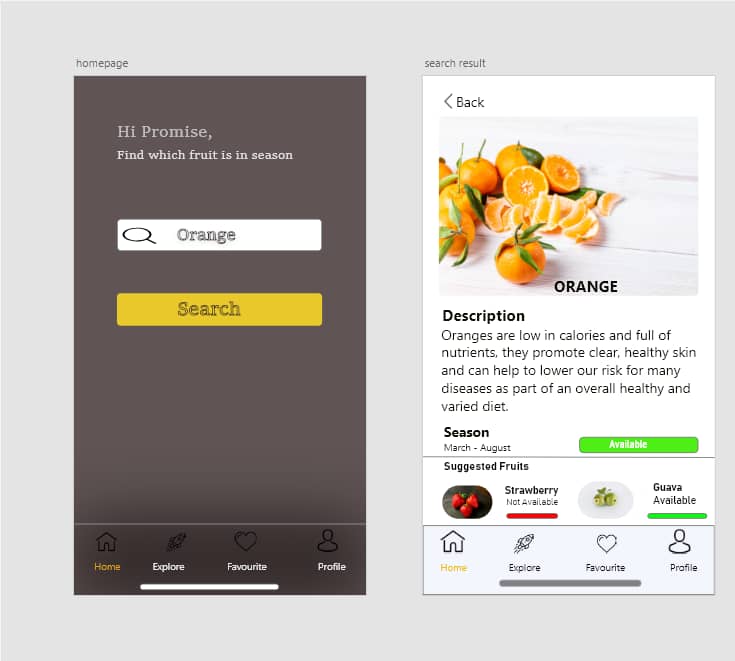 homepage
Hi Promise,
Find which fruit is in season
Orange
Search
Home
Explore
Favourite
Profile
search result
Back
ORANGE
Description
Oranges are low in calories and full of
nutrients, they promote clear, healthy skin
and can help to lower our risk for many
diseases as part of an overall healthy and
varied diet.
Season
March - August
Available
Suggested Fruits
Strawberry
Not Available
Guava
Available
Home
Explore
Favourite
Profile